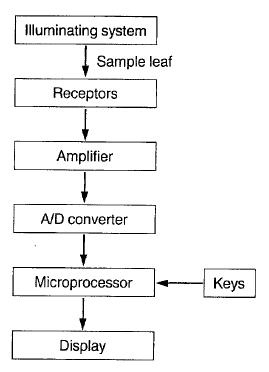 Illuminating system
Sample leaf
Receptors
Amplifier
A/D converter
Microprocessor
Keys
Display